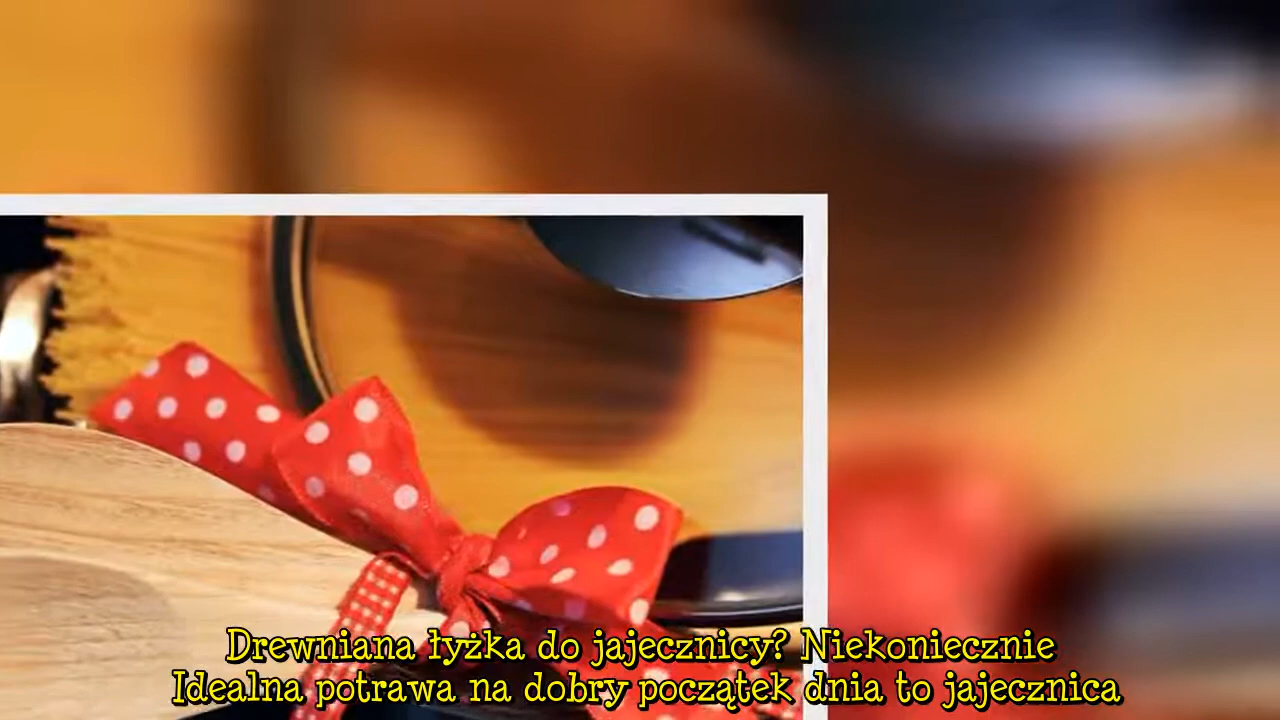 Drewniana łyżka do jajecznicy? Niekoniecznie
Idealna potrawa na dobry początek dnia to jajecznica